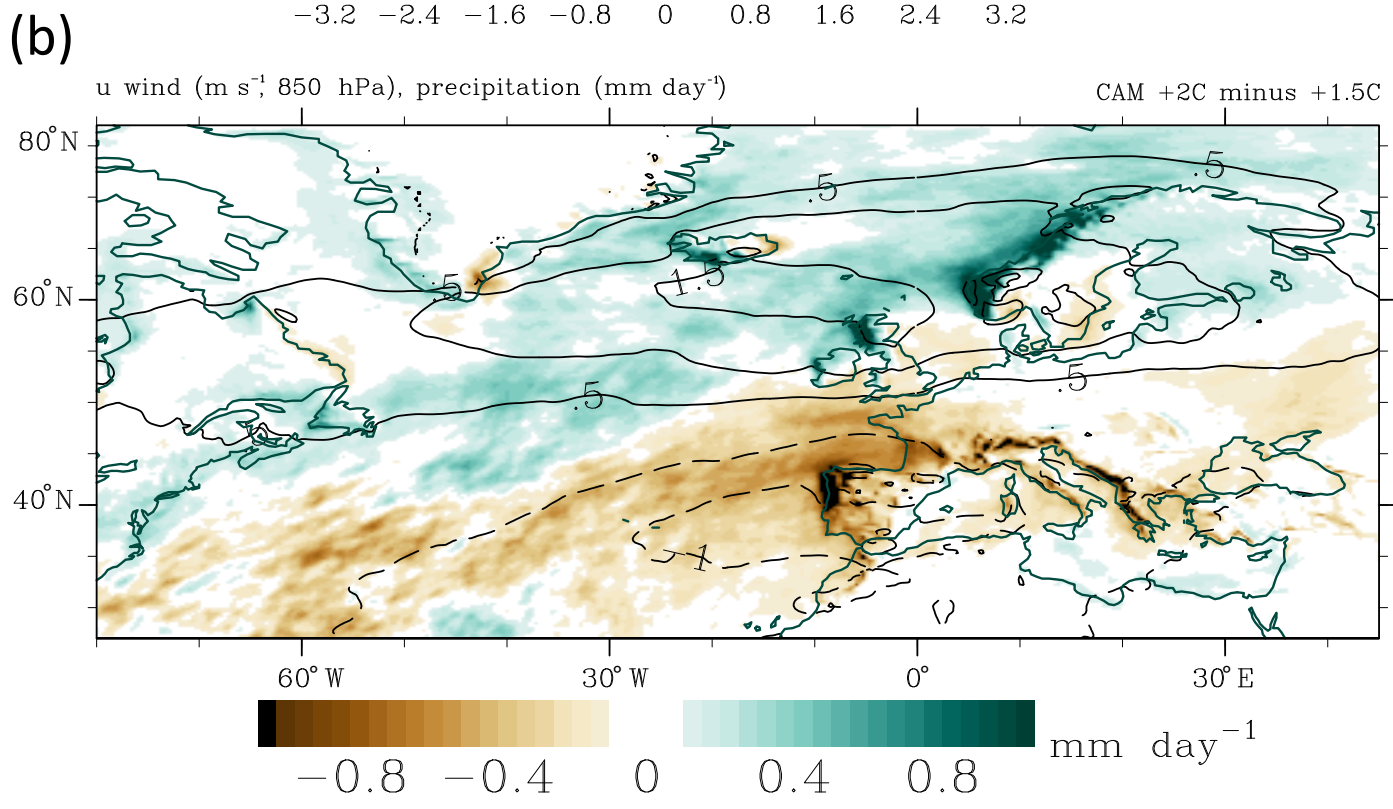 −3.2 −2.4 −1.6 −0.8 0 0.8 1.6 2.4 3.2
(b)
u wind (m s⁻¹, 850 hPa), precipitation (mm day⁻¹)
CAM +2C minus +1.5C
80°N
60°N
40°N
.5
.5
.5
1.5
.5
.5
−1
60°W 30°W 0° 30°E
−0.8 −0.4 0 0.4 0.8
mm day⁻¹